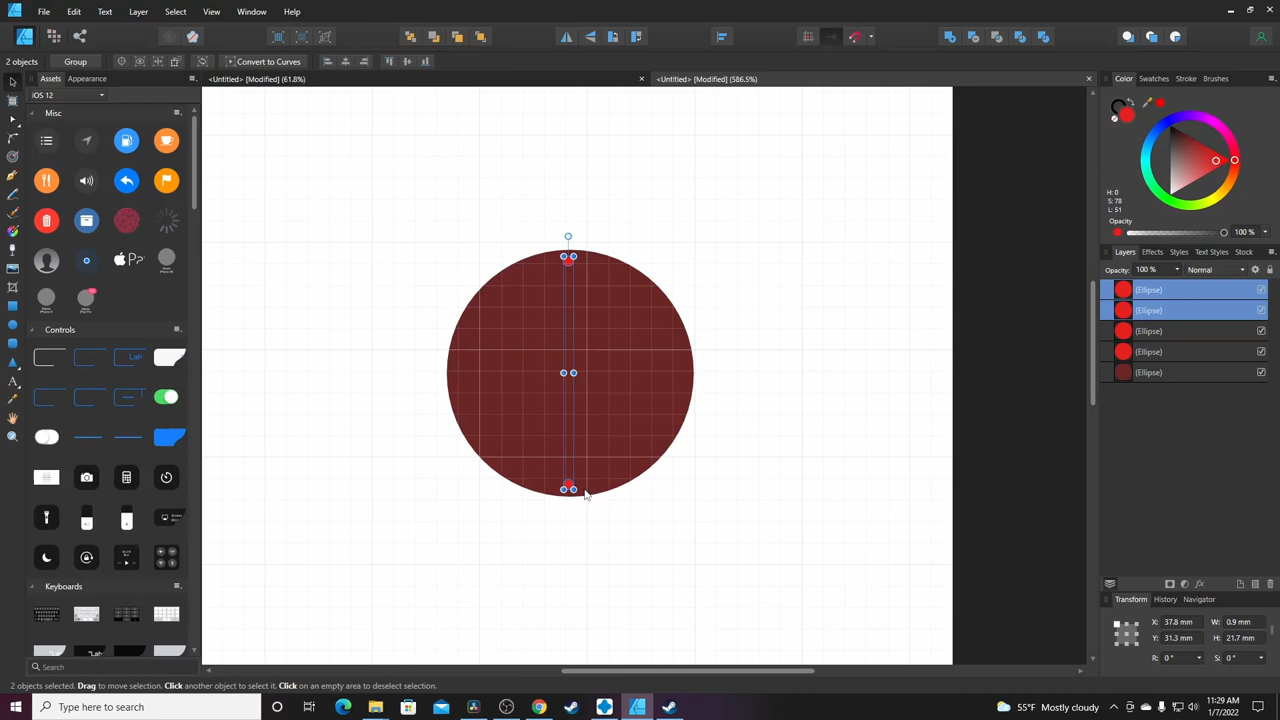 File Edit Text Layer Select View Window Help
2 objects Group Convert to Curves
Assets Appearance
<Untitled> [Modified] (61.8%)
<Untitled> [Modified] (586.5%)
Color Swatches Stroke Brushes
iOS 12
Misc
H: 0
S: 78
L: 51
Opacity
100 %
Layers Effects Styles Text Styles Stock
Opacity: 100 % Normal
(Ellipse)
(Ellipse)
(Ellipse)
(Ellipse)
(Ellipse)
Controls
Keyboards
Search
Transform History Navigator
X: 37.8 mm W: 0.9 mm
Y: 31.3 mm H: 21.7 mm
R: 0 ° S: 0 °
2 objects selected. Drag to move selection. Click another object to select it. Click on an empty area to deselect selection.
Type here to search
55°F Mostly cloudy
11:29 AM
1/7/2022